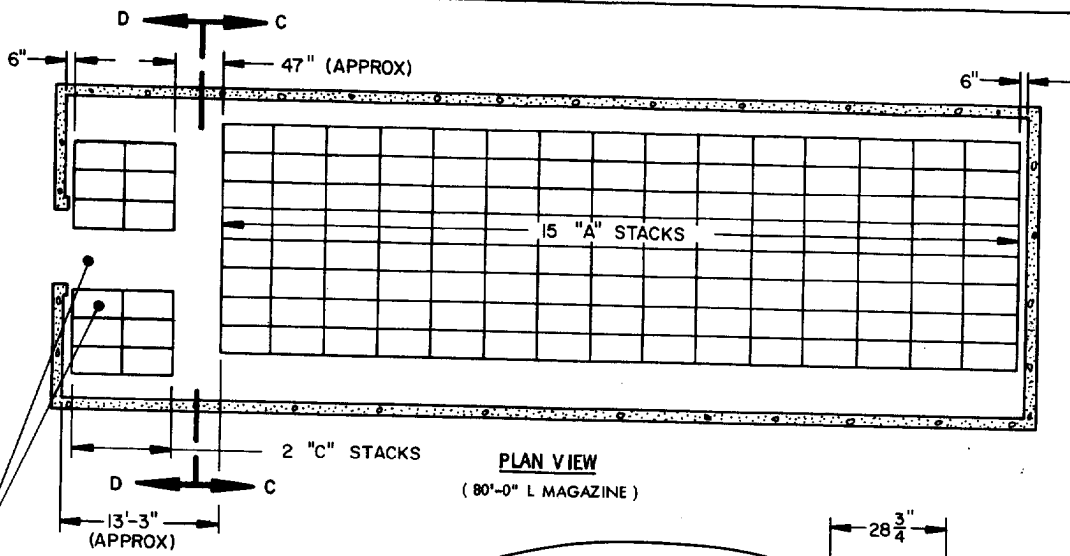 D C
6"
47" (APPROX)
6"
15 "A" STACKS
2 "C" STACKS
PLAN VIEW
( 80'-0" L MAGAZINE )
D C
13'-3"
(APPROX)
28 3/4"